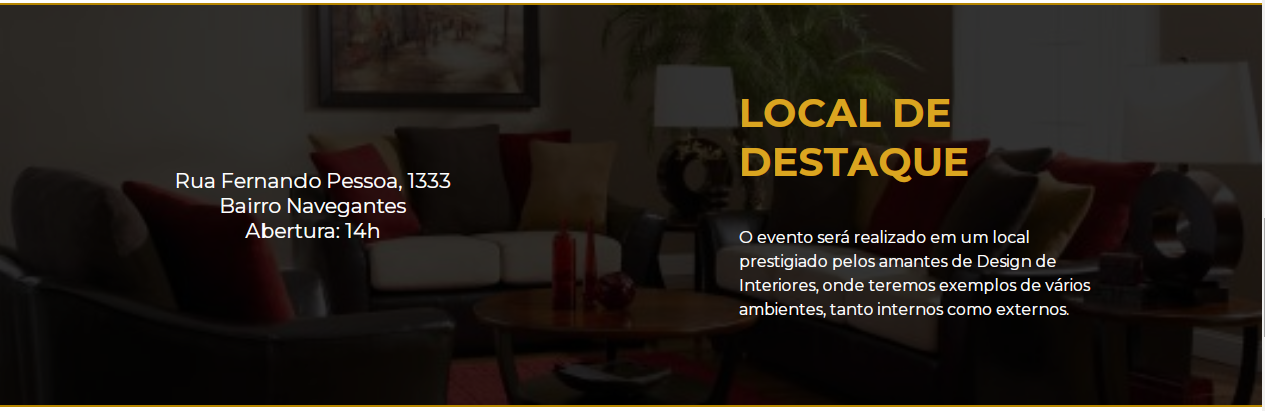 Rua Fernando Pessoa, 1333
Bairro Navegantes
Abertura: 14h
LOCAL DE
DESTAQUE
O evento será realizado em um local
prestigiado pelos amantes de Design de
Interiores, onde teremos exemplos de vários
ambientes, tanto internos como externos.